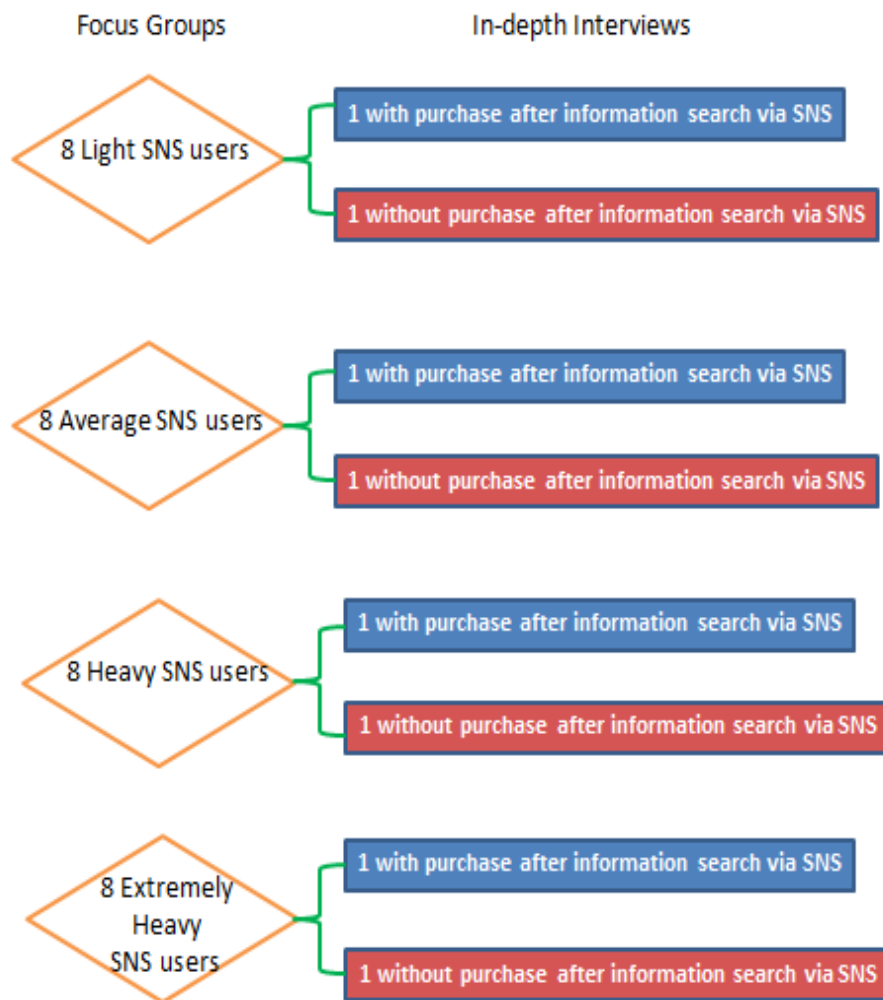 Focus Groups
In-depth Interviews
8 Light SNS users
1 with purchase after information search via SNS
1 without purchase after information search via SNS
8 Average SNS users
1 with purchase after information search via SNS
1 without purchase after information search via SNS
8 Heavy SNS users
1 with purchase after information search via SNS
1 without purchase after information search via SNS
8 Extremely
Heavy
SNS users
1 with purchase after information search via SNS
1 without purchase after information search via SNS